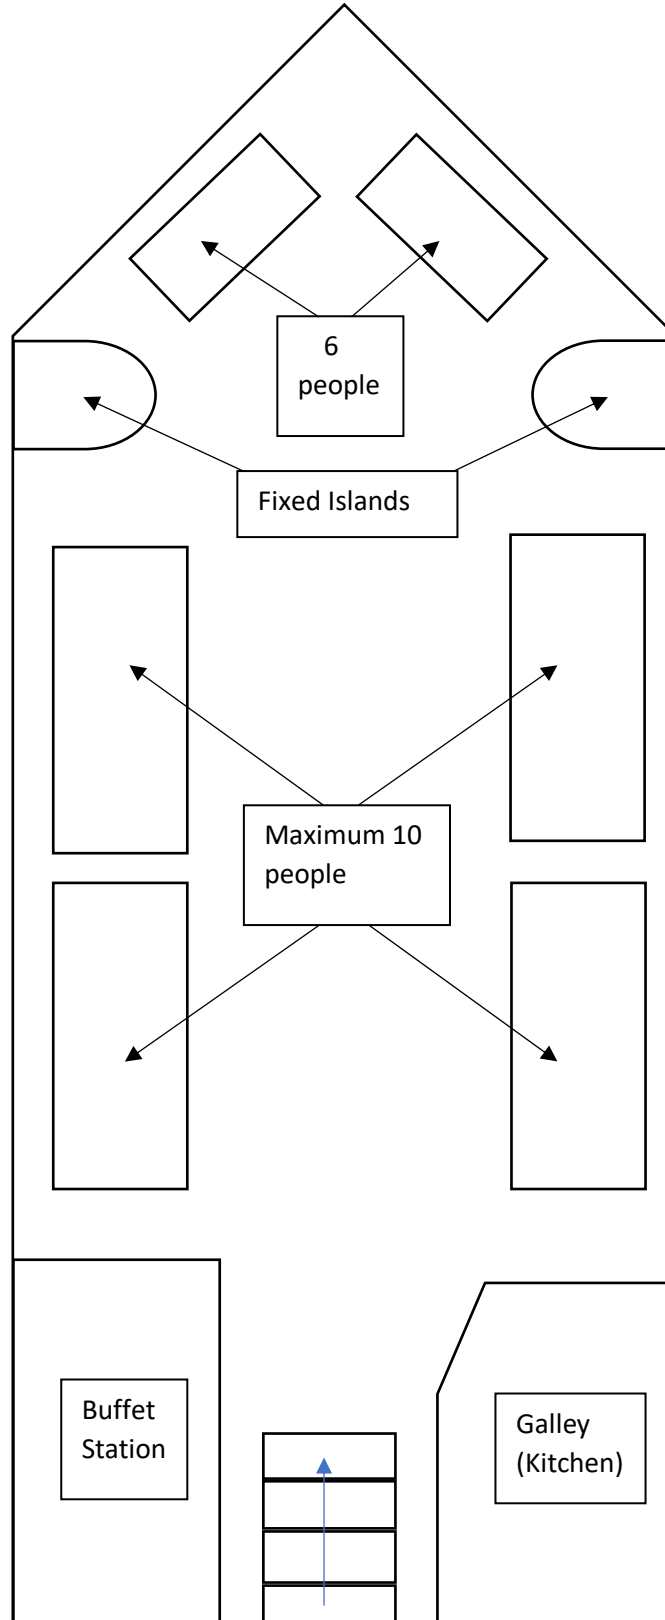 6
people
Fixed Islands
Maximum 10
people
Buffet
Station
Galley
(Kitchen)